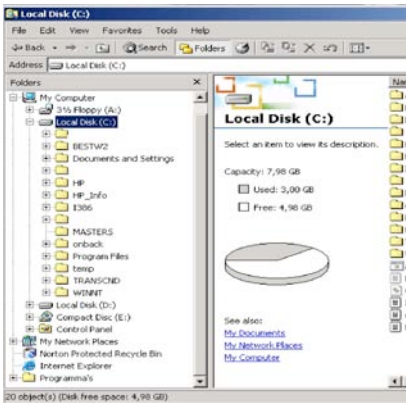 Local Disk (C:)
File Edit View Favorites Tools Help
Back Search Folders
Address Local Disk (C:)
Folders
My Computer
3½ Floppy (A:)
Local Disk (C:)
BESTW2
Documents and Settings
HP
HP_Info
I386
MASTERS
onback
Program Files
temp
TRANSCND
WINNT
Local Disk (D:)
Compact Disc (E:)
Control Panel
My Network Places
Norton Protected Recycle Bin
Internet Explorer
Programma's
Local Disk (C:)
Select an item to view its description.
Capacity: 7,98 GB
Used: 3,00 GB
Free: 4,98 GB
See also:
My Documents
My Network Places
My Computer
20 object(s) (Disk free space: 4,98 GB)